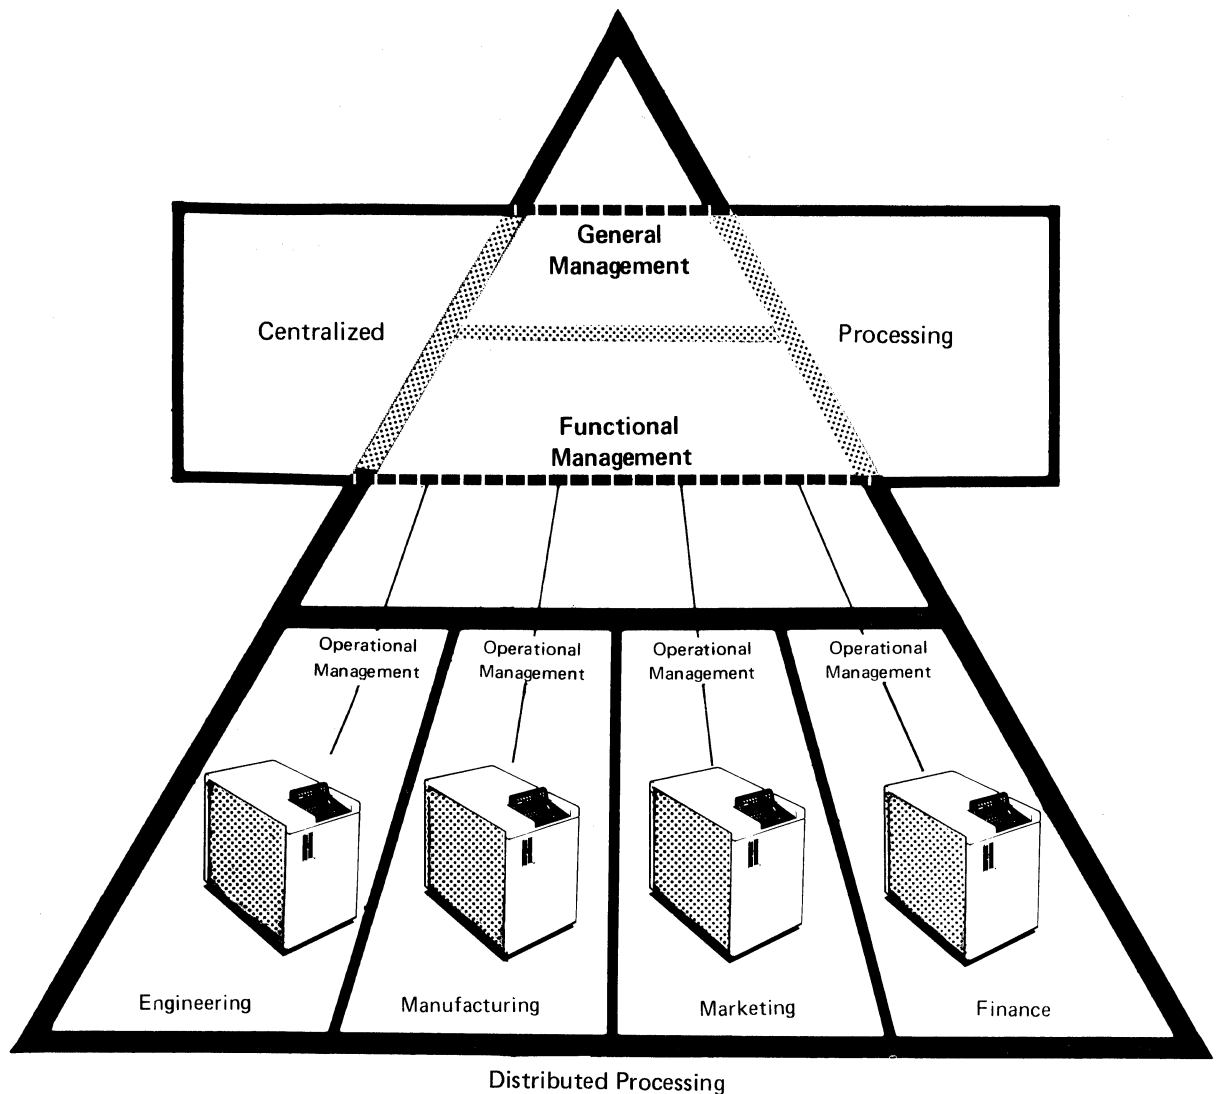 General
Management
Centralized
Processing
Functional
Management
Operational
Management
Operational
Management
Operational
Management
Operational
Management
Engineering
Manufacturing
Marketing
Finance
Distributed Processing